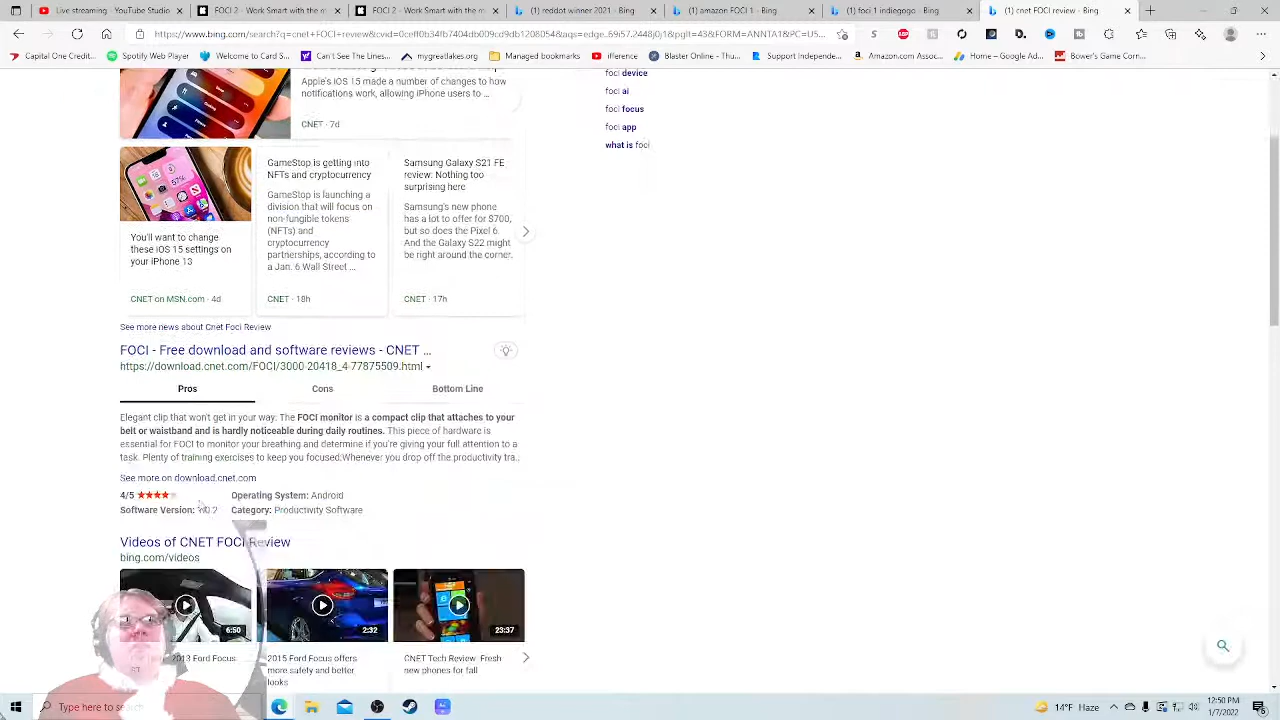 Live streaming - YouTube Studio
FOCI 2 - Work Smart with the
FOCI 2 - Work Smart with the
(1) reddot winner 2021 - Bing
(1) amazon FOCI - Bing
(1) foci 1 indiegogo - Bing
(1) cnet FOCI review - Bing
Capital One Credit...
Spotify
Welcome to Card S...
Can't See The Lines...
mygreatlakes.org
Bookmarks Manager
ifference
Blaster Online - Thu...
Support Independe...
Amazon.com Assoc...
Home - Google Ad...
Bowers Game Corn...
Apple's iOS 15 made a number of changes to how
notifications work, allowing iPhone users to ...
CNET · 7d
foci device
foci ai
foci focus
foci app
what is foci
You'll want to change
these iOS 15 settings on
your iPhone 13
CNET on MSN.com · 4d
GameStop is getting into
NFTs and cryptocurrency
GameStop is launching a
division that will focus on
non-fungible tokens
(NFTs) and
cryptocurrency
partnerships, according to
a Jan. 6 Wall Street ...
CNET · 18h
Samsung Galaxy S21 FE
review: Nothing too
surprising here
Samsung's new phone
has a lot to offer for $700,
but so does the Pixel 6.
And the Galaxy S22 might
be right around the corner.
CNET · 17h
See more news about Cnet Foci Review
FOCI - Free download and software reviews - CNET ...
https://download.cnet.com/FOCI/3000-20418_4-77875509.html
Pros
Cons
Bottom Line
Elegant clip that won't get in your way: The FOCI monitor is a compact clip that attaches to your
belt or waistband and is hardly noticeable during daily routines. This piece of hardware is
essential for FOCI to monitor your breathing and determine if you're giving your full attention to a
task. Plenty of training exercises to keep you focused:Whenever you drop off the productivity tra..
See more on download.cnet.com
4/5
Operating System: Android
Software Version:
Category: Productivity Software
Videos of CNET FOCI Review
bing.com/videos
6:50
2:32
23:37
2013 Ford Focus
2015 Ford Focus offers
more safety and better
looks
CNET Tech Review: Fresh
new phones for fall
Type here to search
14°F Haze
12:50 PM
1/7/2022